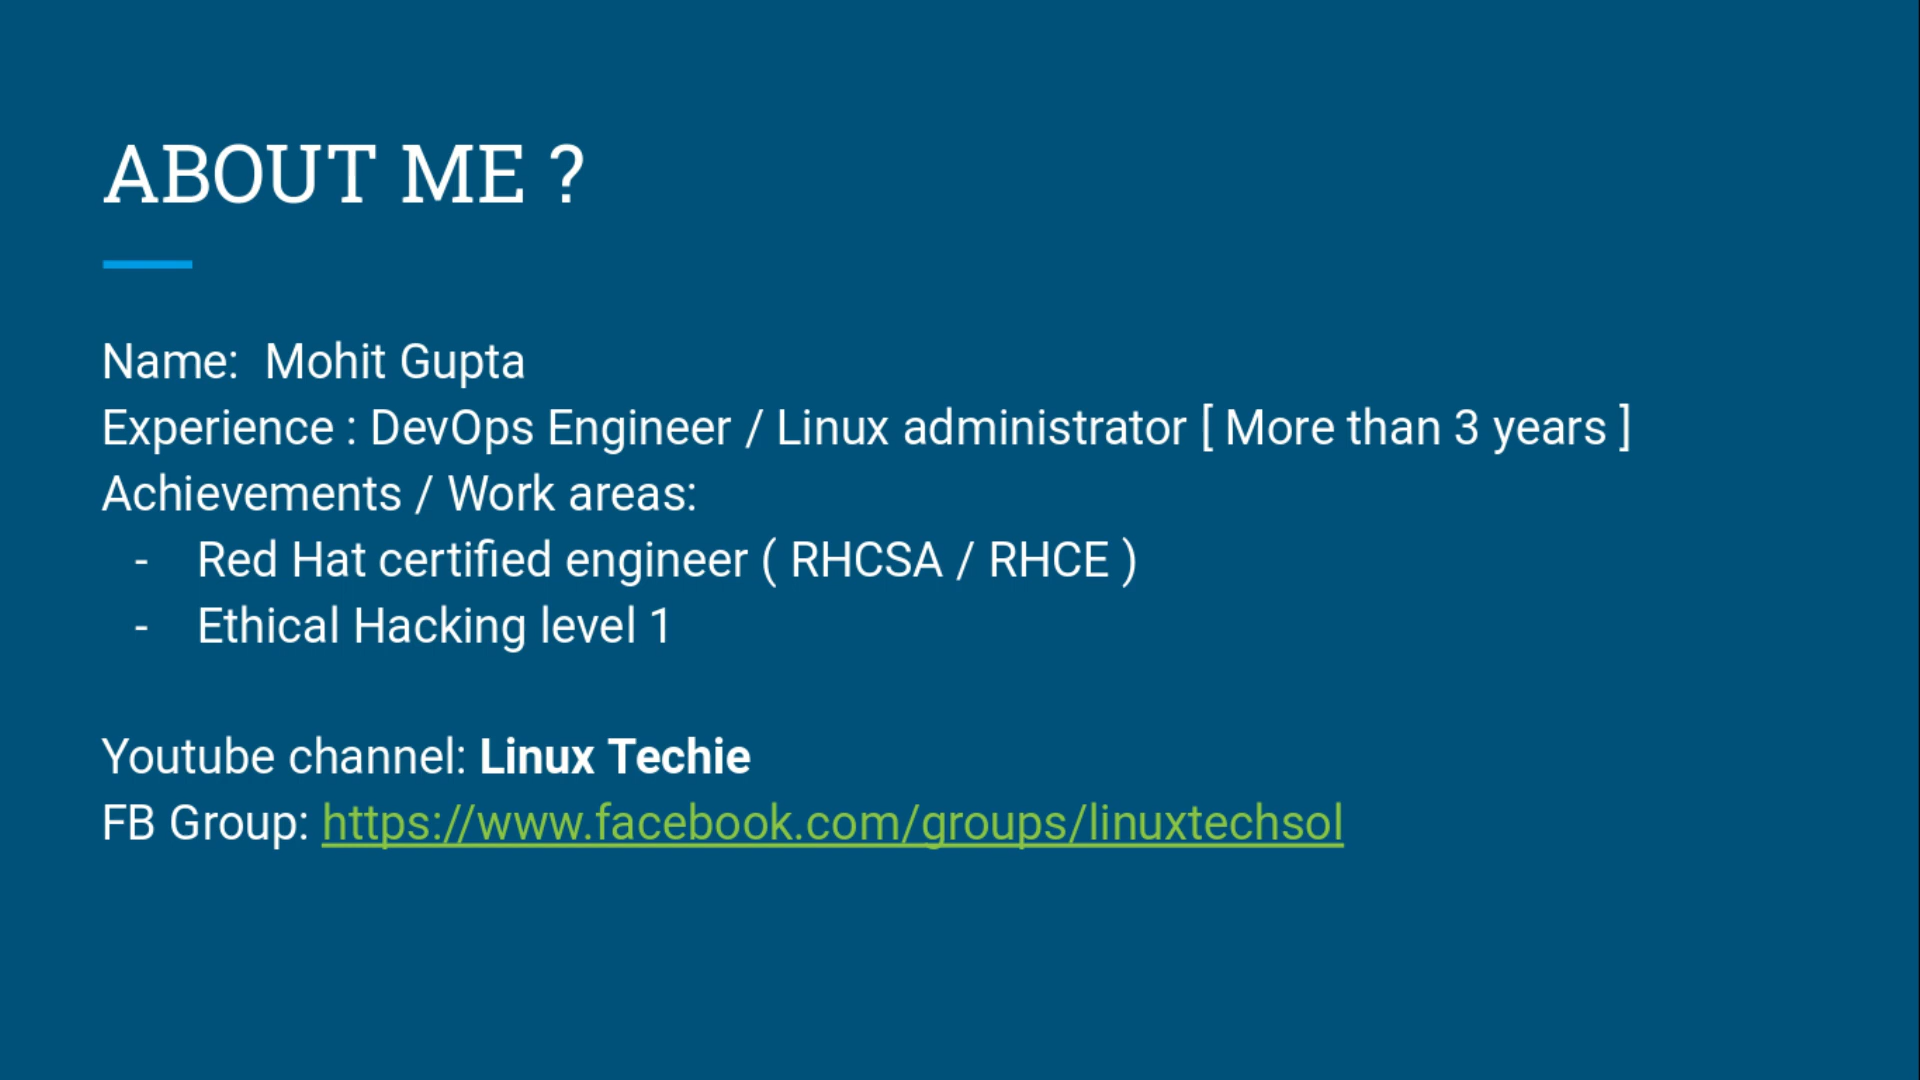 ABOUT ME ?
Name:  Mohit Gupta
Experience : DevOps Engineer / Linux administrator [ More than 3 years ]
Achievements / Work areas:
- Red Hat certified engineer ( RHCSA / RHCE )
- Ethical Hacking level 1
Youtube channel: Linux Techie
FB Group: https://www.facebook.com/groups/linuxtechsol